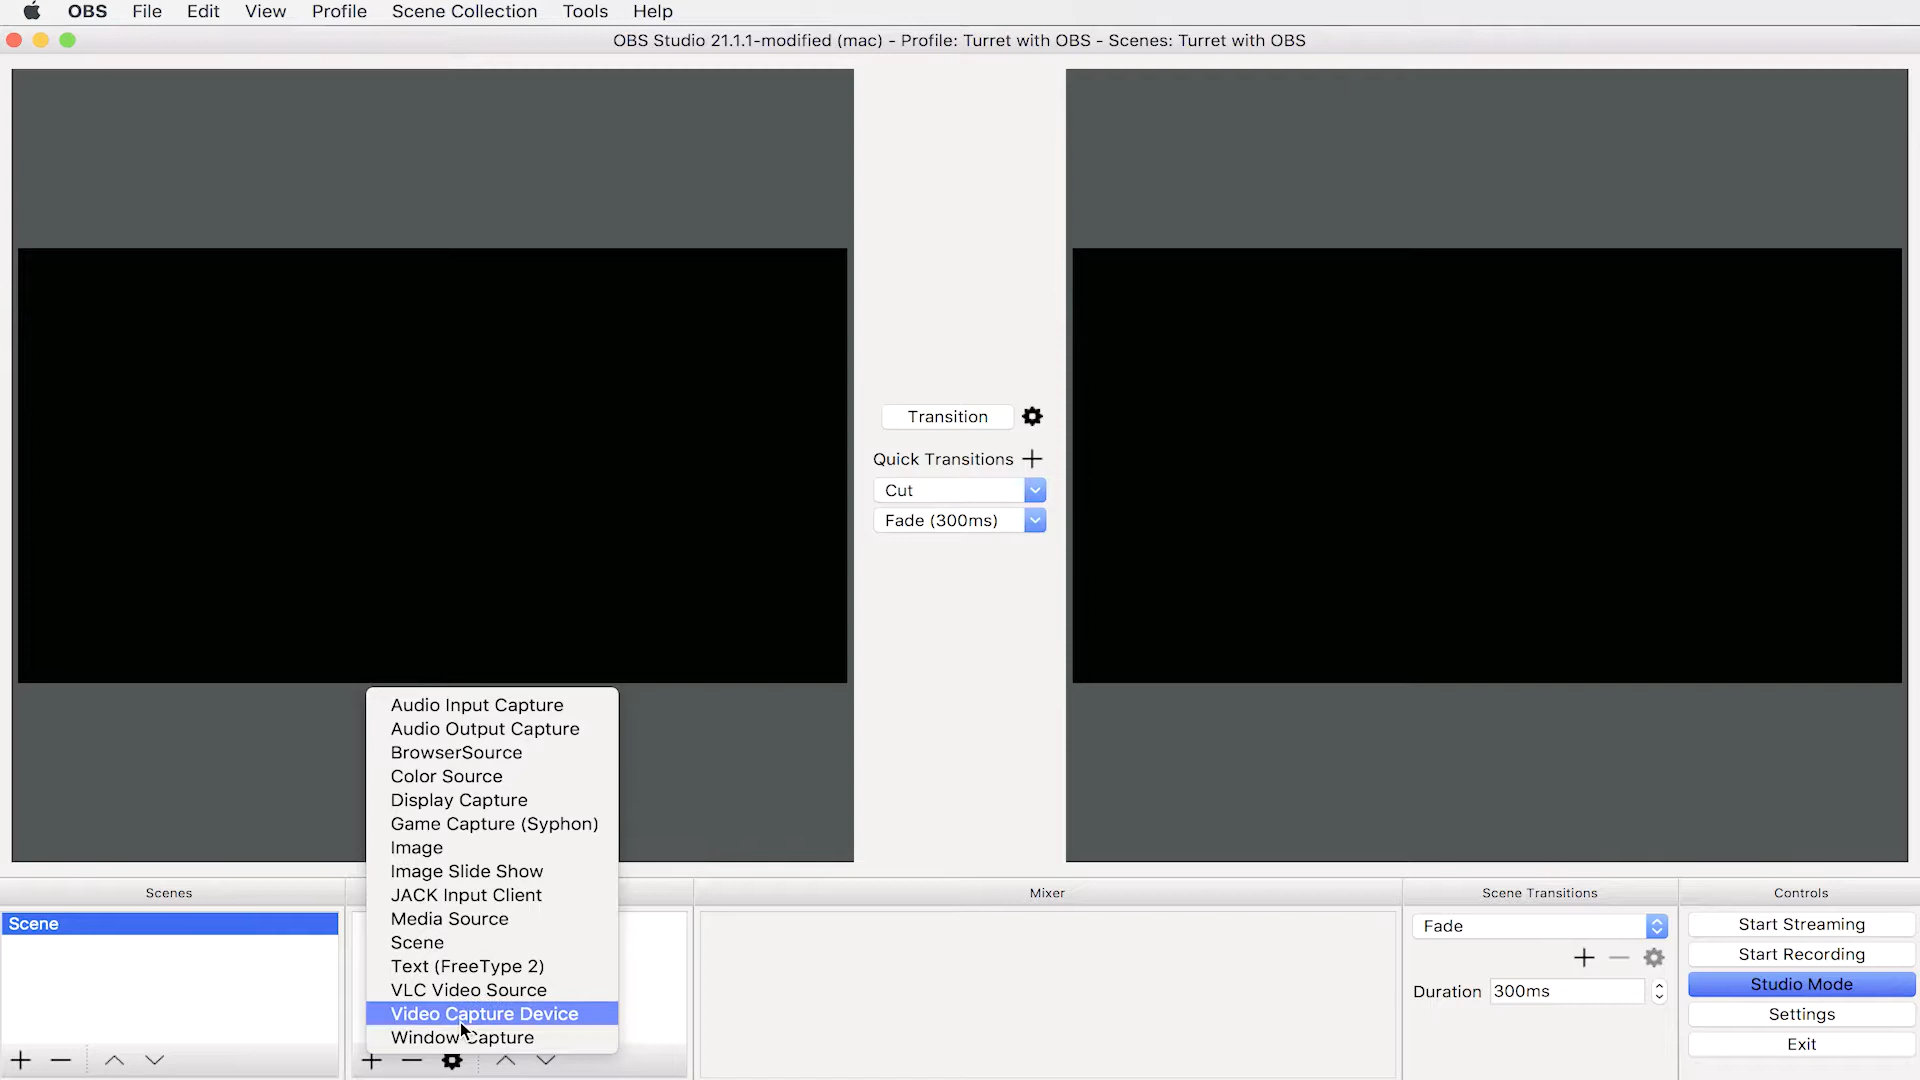 OBS File Edit View Profile Scene Collection Tools Help
OBS Studio 21.1.1-modified (mac) - Profile: Turret with OBS - Scenes: Turret with OBS
Transition
Quick Transitions
Cut
Fade (300ms)
Audio Input Capture
Audio Output Capture
BrowserSource
Color Source
Display Capture
Game Capture (Syphon)
Image
Image Slide Show
JACK Input Client
Media Source
Scene
Text (FreeType 2)
VLC Video Source
Video Capture Device
Window Capture
Scenes
Scene
Mixer
Scene Transitions
Fade
Duration 300ms
Controls
Start Streaming
Start Recording
Studio Mode
Settings
Exit